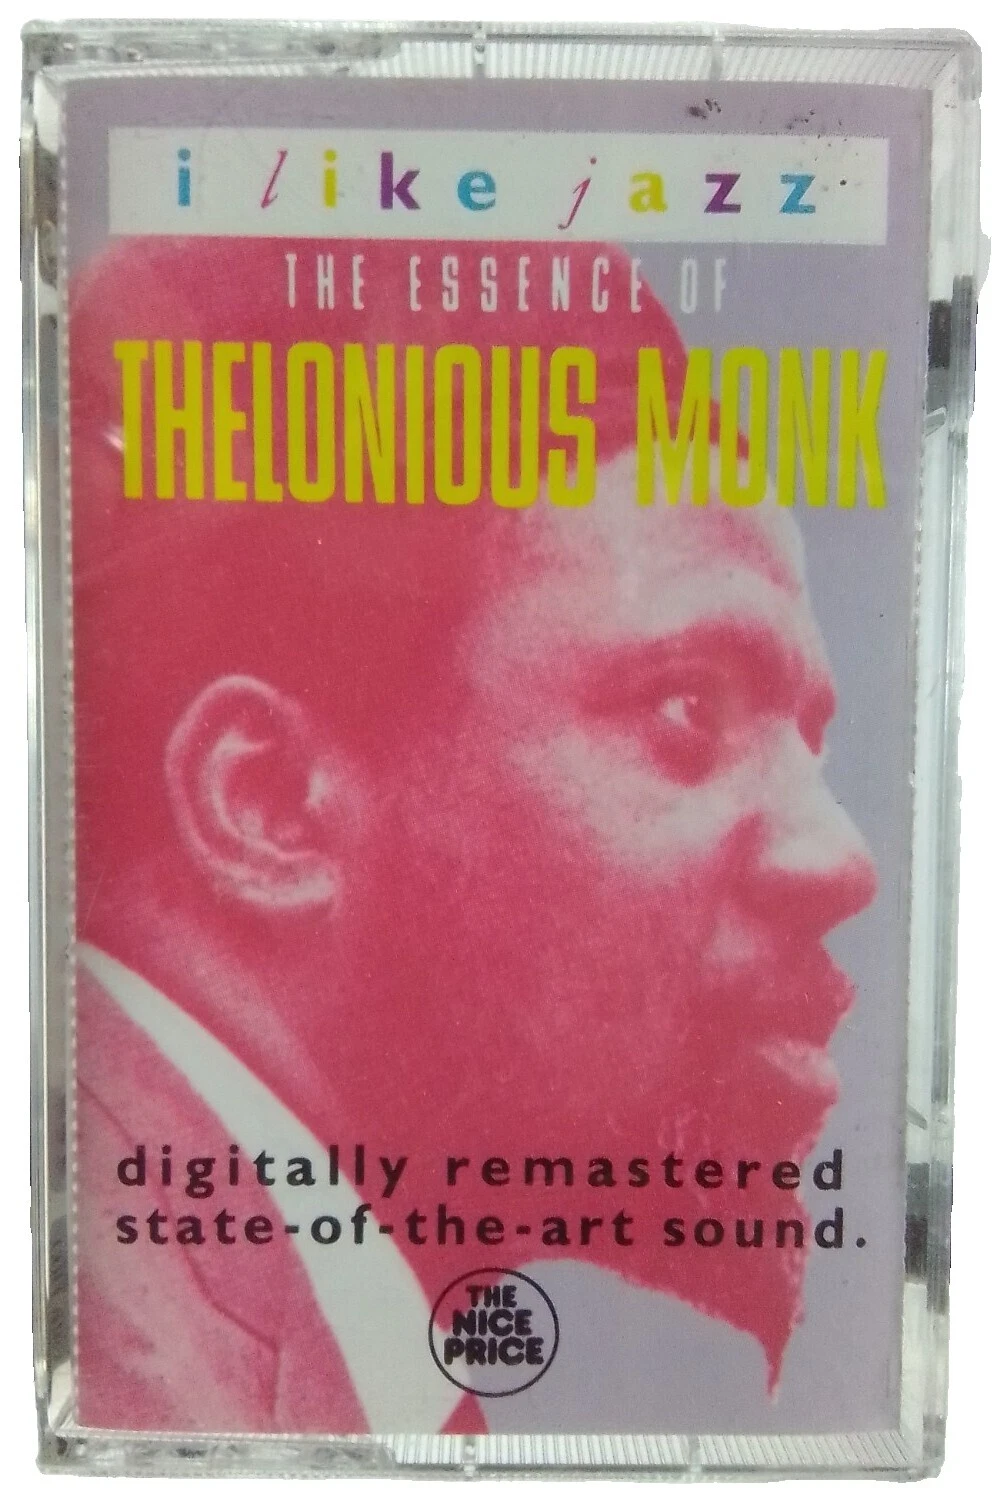 i like jazz
THE ESSENCE OF
THELONIOUS MONK
digitally remastered
state-of-the-art sound.
THE
NICE
PRICE